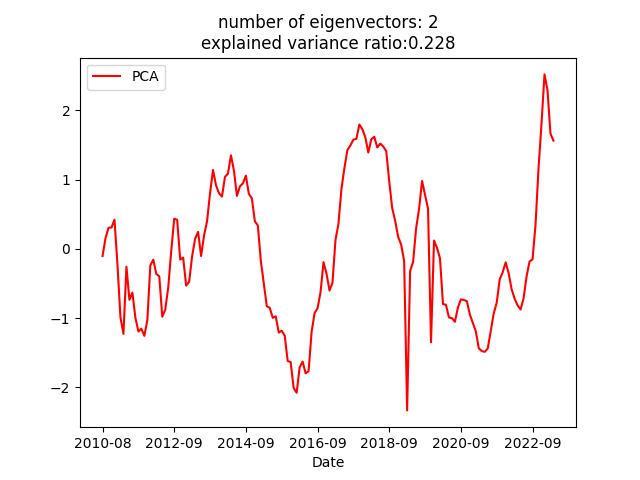 number of eigenvectors: 2
explained variance ratio:0.228
PCA
2
1
0
−1
−2
2010-08 2012-09 2014-09 2016-09 2018-09 2020-09 2022-09
Date